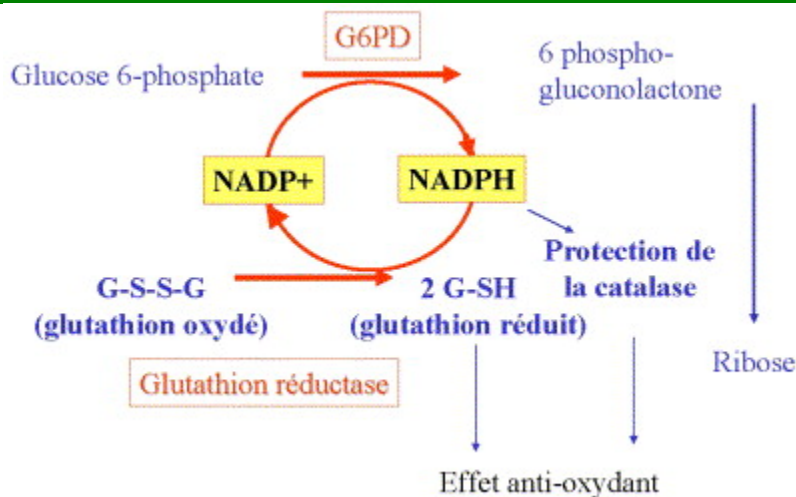 G6PD
Glucose 6-phosphate
6 phospho-
gluconolactone
NADP+
NADPH
Protection de
la catalase
G-S-S-G
(glutathion oxydé)
2 G-SH
(glutathion réduit)
Ribose
Glutathion réductase
Effet anti-oxydant